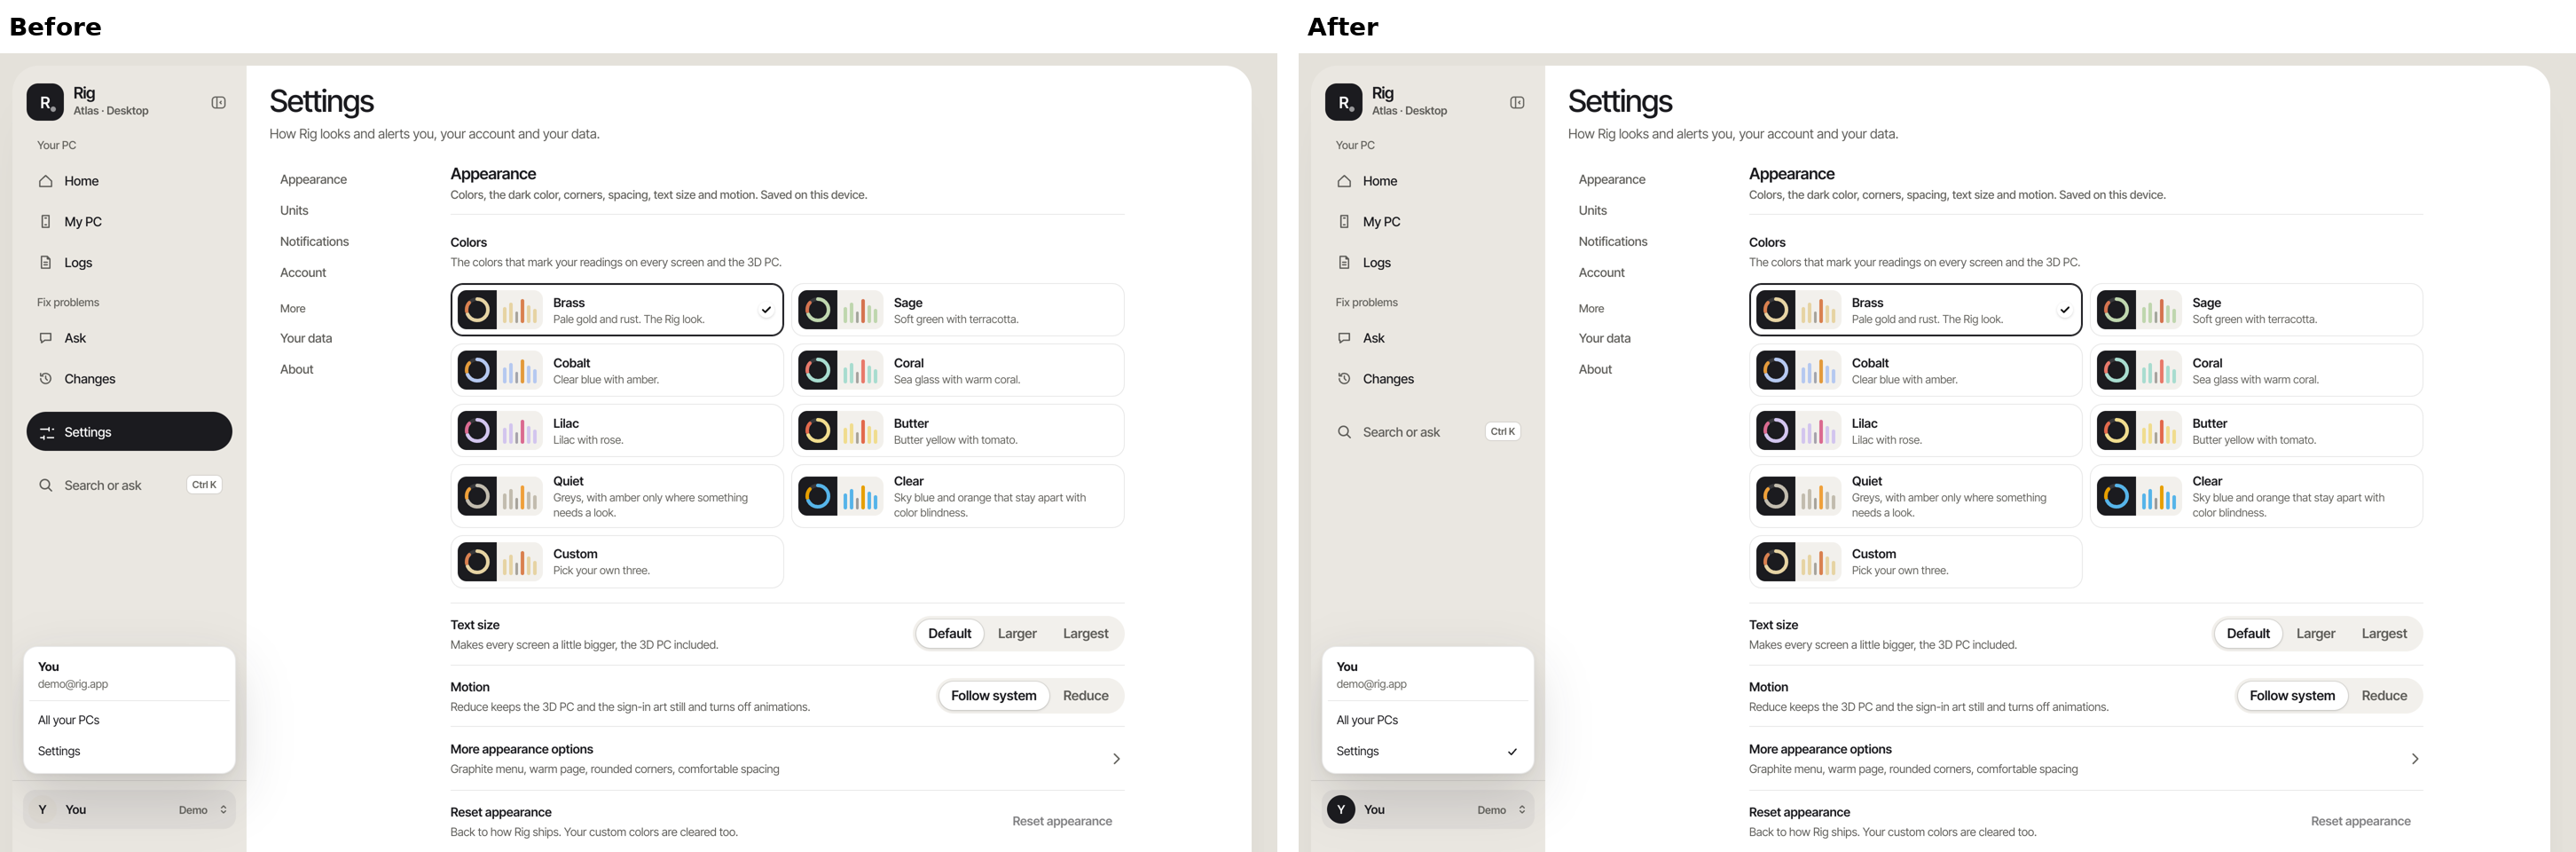 Before
R.
Rig
Atlas · Desktop
Your PC
Home
My PC
Logs
Fix problems
Ask
Changes
Settings
Search or ask
Ctrl K
You
demo@rig.app
All your PCs
Settings
Y
You
Demo
Settings
How Rig looks and alerts you, your account and your data.
Appearance
Units
Notifications
Account
More
Your data
About
Appearance
Colors, the dark color, corners, spacing, text size and motion. Saved on this device.
Colors
The colors that mark your readings on every screen and the 3D PC.
Brass
Pale gold and rust. The Rig look.
Sage
Soft green with terracotta.
Cobalt
Clear blue with amber.
Coral
Sea glass with warm coral.
Lilac
Lilac with rose.
Butter
Butter yellow with tomato.
Quiet
Greys, with amber only where something
needs a look.
Clear
Sky blue and orange that stay apart with
color blindness.
Custom
Pick your own three.
Text size
Makes every screen a little bigger, the 3D PC included.
Default
Larger
Largest
Motion
Reduce keeps the 3D PC and the sign-in art still and turns off animations.
Follow system
Reduce
More appearance options
Graphite menu, warm page, rounded corners, comfortable spacing
Reset appearance
Back to how Rig ships. Your custom colors are cleared too.
Reset appearance
After
R.
Rig
Atlas · Desktop
Your PC
Home
My PC
Logs
Fix problems
Ask
Changes
Search or ask
Ctrl K
You
demo@rig.app
All your PCs
Settings
Y
You
Demo
Settings
How Rig looks and alerts you, your account and your data.
Appearance
Units
Notifications
Account
More
Your data
About
Appearance
Colors, the dark color, corners, spacing, text size and motion. Saved on this device.
Colors
The colors that mark your readings on every screen and the 3D PC.
Brass
Pale gold and rust. The Rig look.
Sage
Soft green with terracotta.
Cobalt
Clear blue with amber.
Coral
Sea glass with warm coral.
Lilac
Lilac with rose.
Butter
Butter yellow with tomato.
Quiet
Greys, with amber only where something
needs a look.
Clear
Sky blue and orange that stay apart with
color blindness.
Custom
Pick your own three.
Text size
Makes every screen a little bigger, the 3D PC included.
Default
Larger
Largest
Motion
Reduce keeps the 3D PC and the sign-in art still and turns off animations.
Follow system
Reduce
More appearance options
Graphite menu, warm page, rounded corners, comfortable spacing
Reset appearance
Back to how Rig ships. Your custom colors are cleared too.
Reset appearance